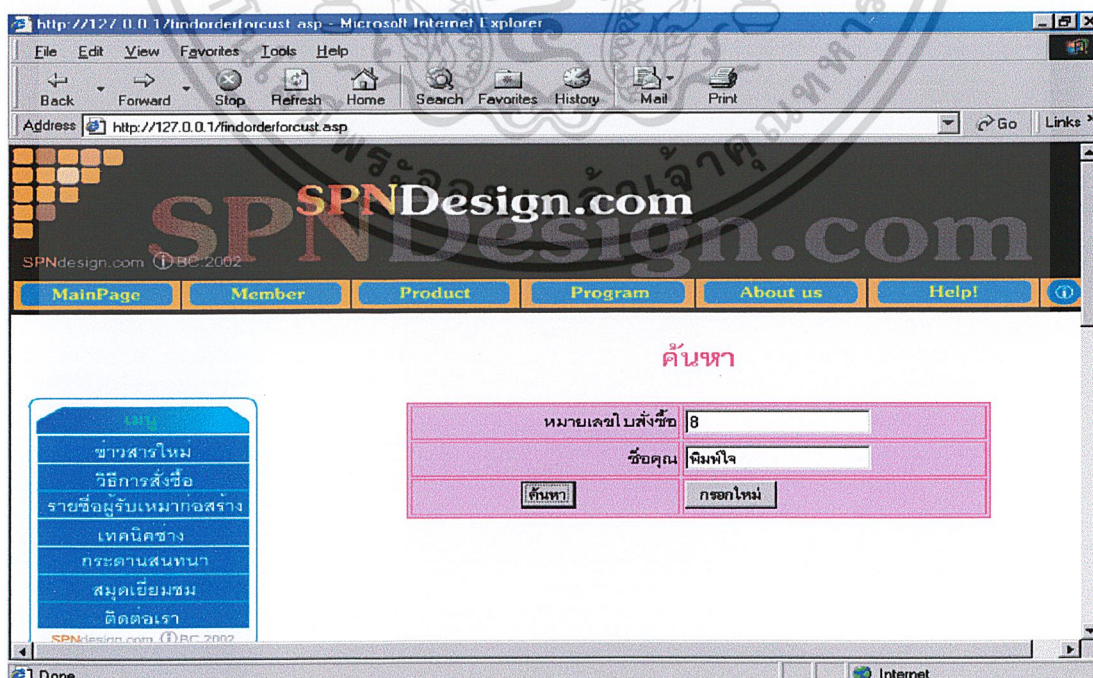 http://127.0.0.1/findorderforcust.asp - Microsoft Internet Explorer
File Edit View Favorites Tools Help
Back Forward Stop Refresh Home Search Favorites History Mail Print
Address http://127.0.0.1/findorderforcust.asp Go Links »
SPNDesign.com
SPNDesign.com
SPNdesign.com BC:2002
MainPage Member Product Program About us Help!
ค้นหา
เมนู
ข่าวสารใหม่
วิธีการสั่งซื้อ
รายชื่อผู้รับเหมาก่อสร้าง
เทคนิคช่าง
กระดานสนทนา
สมุดเยี่ยมชม
ติดต่อเรา
SPNdesign.com BC:2002
หมายเลขใบสั่งซื้อ 8
ชื่อคุณ พิมพ์ใจ
ค้นหา กรอกใหม่
Done Internet